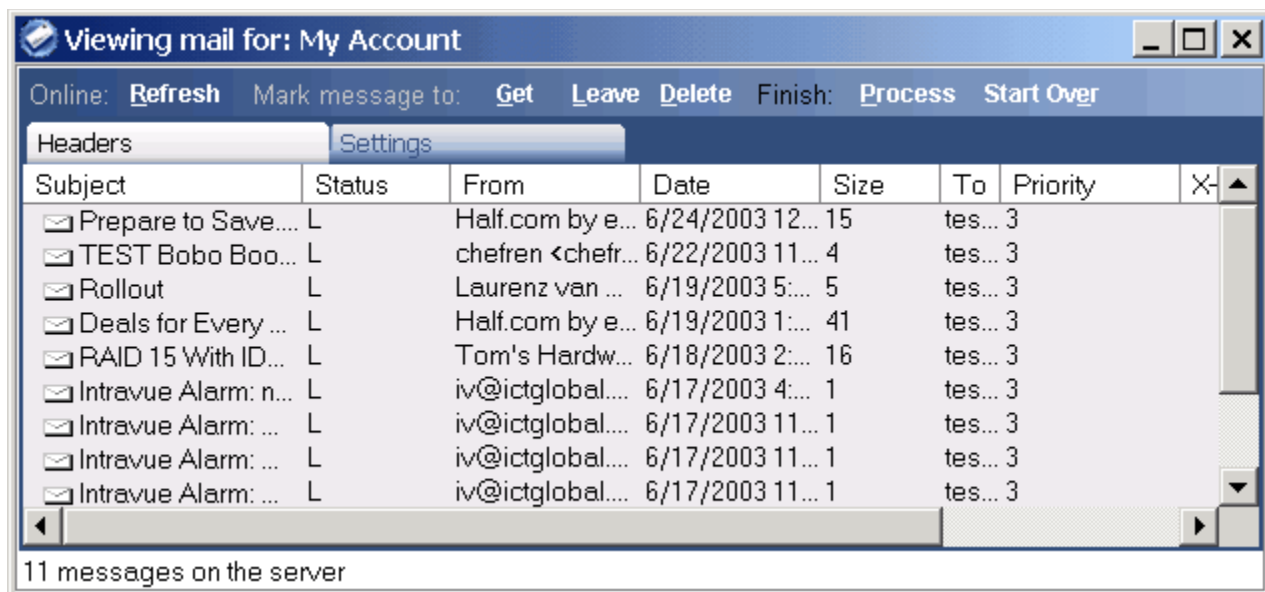 Viewing mail for: My Account
Online: Refresh Mark message to: Get Leave Delete Finish: Process Start Over
Headers Settings
Subject Status From Date Size To Priority X-
Prepare to Save.... L Half.com by e... 6/24/2003 12... 15 tes... 3
TEST Bobo Boo... L chefren <chefr... 6/22/2003 11... 4 tes... 3
Rollout L Laurenz van ... 6/19/2003 5:... 5 tes... 3
Deals for Every ... L Half.com by e... 6/19/2003 1:... 41 tes... 3
RAID 15 With ID... L Tom's Hardw... 6/18/2003 2:... 16 tes... 3
Intravue Alarm: n... L iv@ictglobal.... 6/17/2003 4:... 1 tes... 3
Intravue Alarm: ... L iv@ictglobal.... 6/17/2003 11... 1 tes... 3
Intravue Alarm: ... L iv@ictglobal.... 6/17/2003 11... 1 tes... 3
Intravue Alarm: ... L iv@ictglobal.... 6/17/2003 11... 1 tes... 3
11 messages on the server